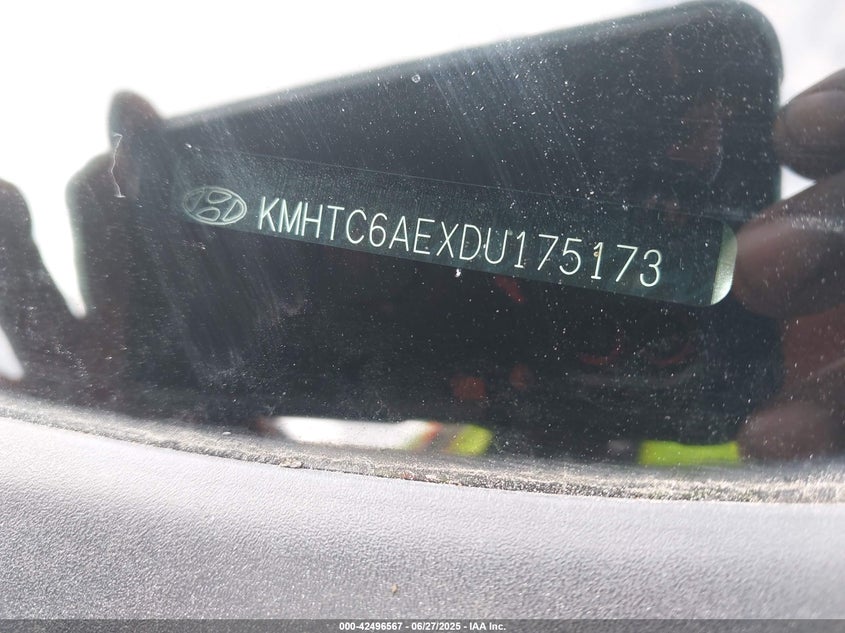 KMHTC6AEXDU175173
000-42496567 / 06/27/2025 - IAA Inc.